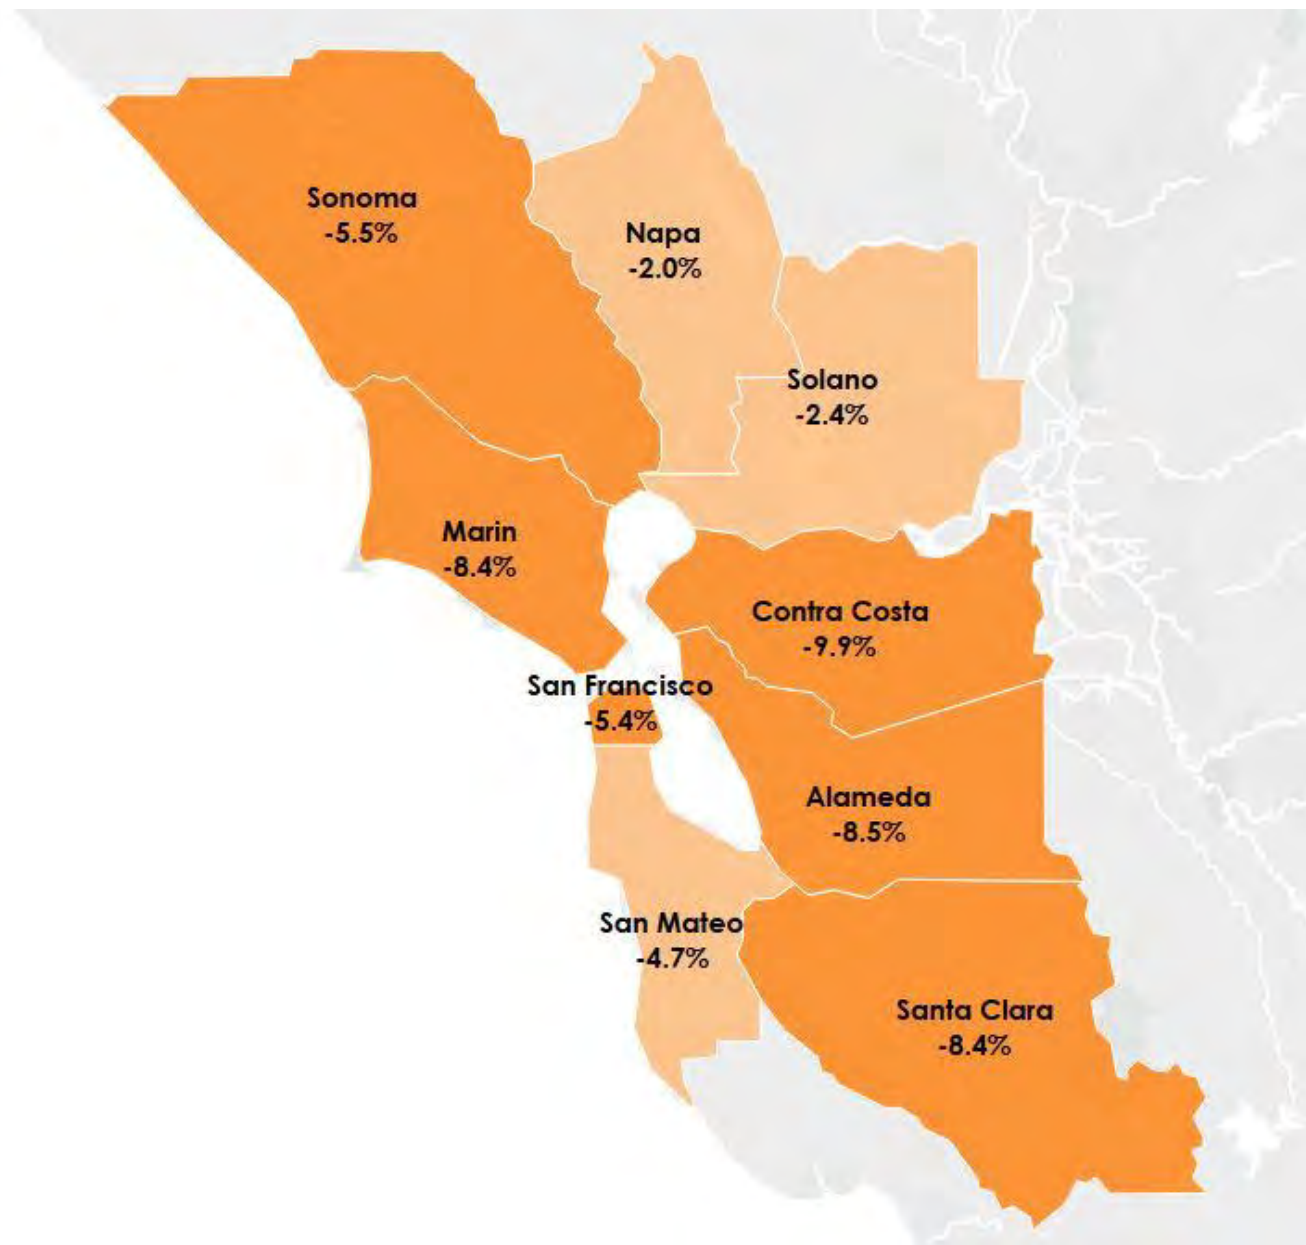 Sonoma
-5.5%
Napa
-2.0%
Solano
-2.4%
Marin
-8.4%
Contra Costa
-9.9%
San Francisco
-5.4%
Alameda
-8.5%
San Mateo
-4.7%
Santa Clara
-8.4%